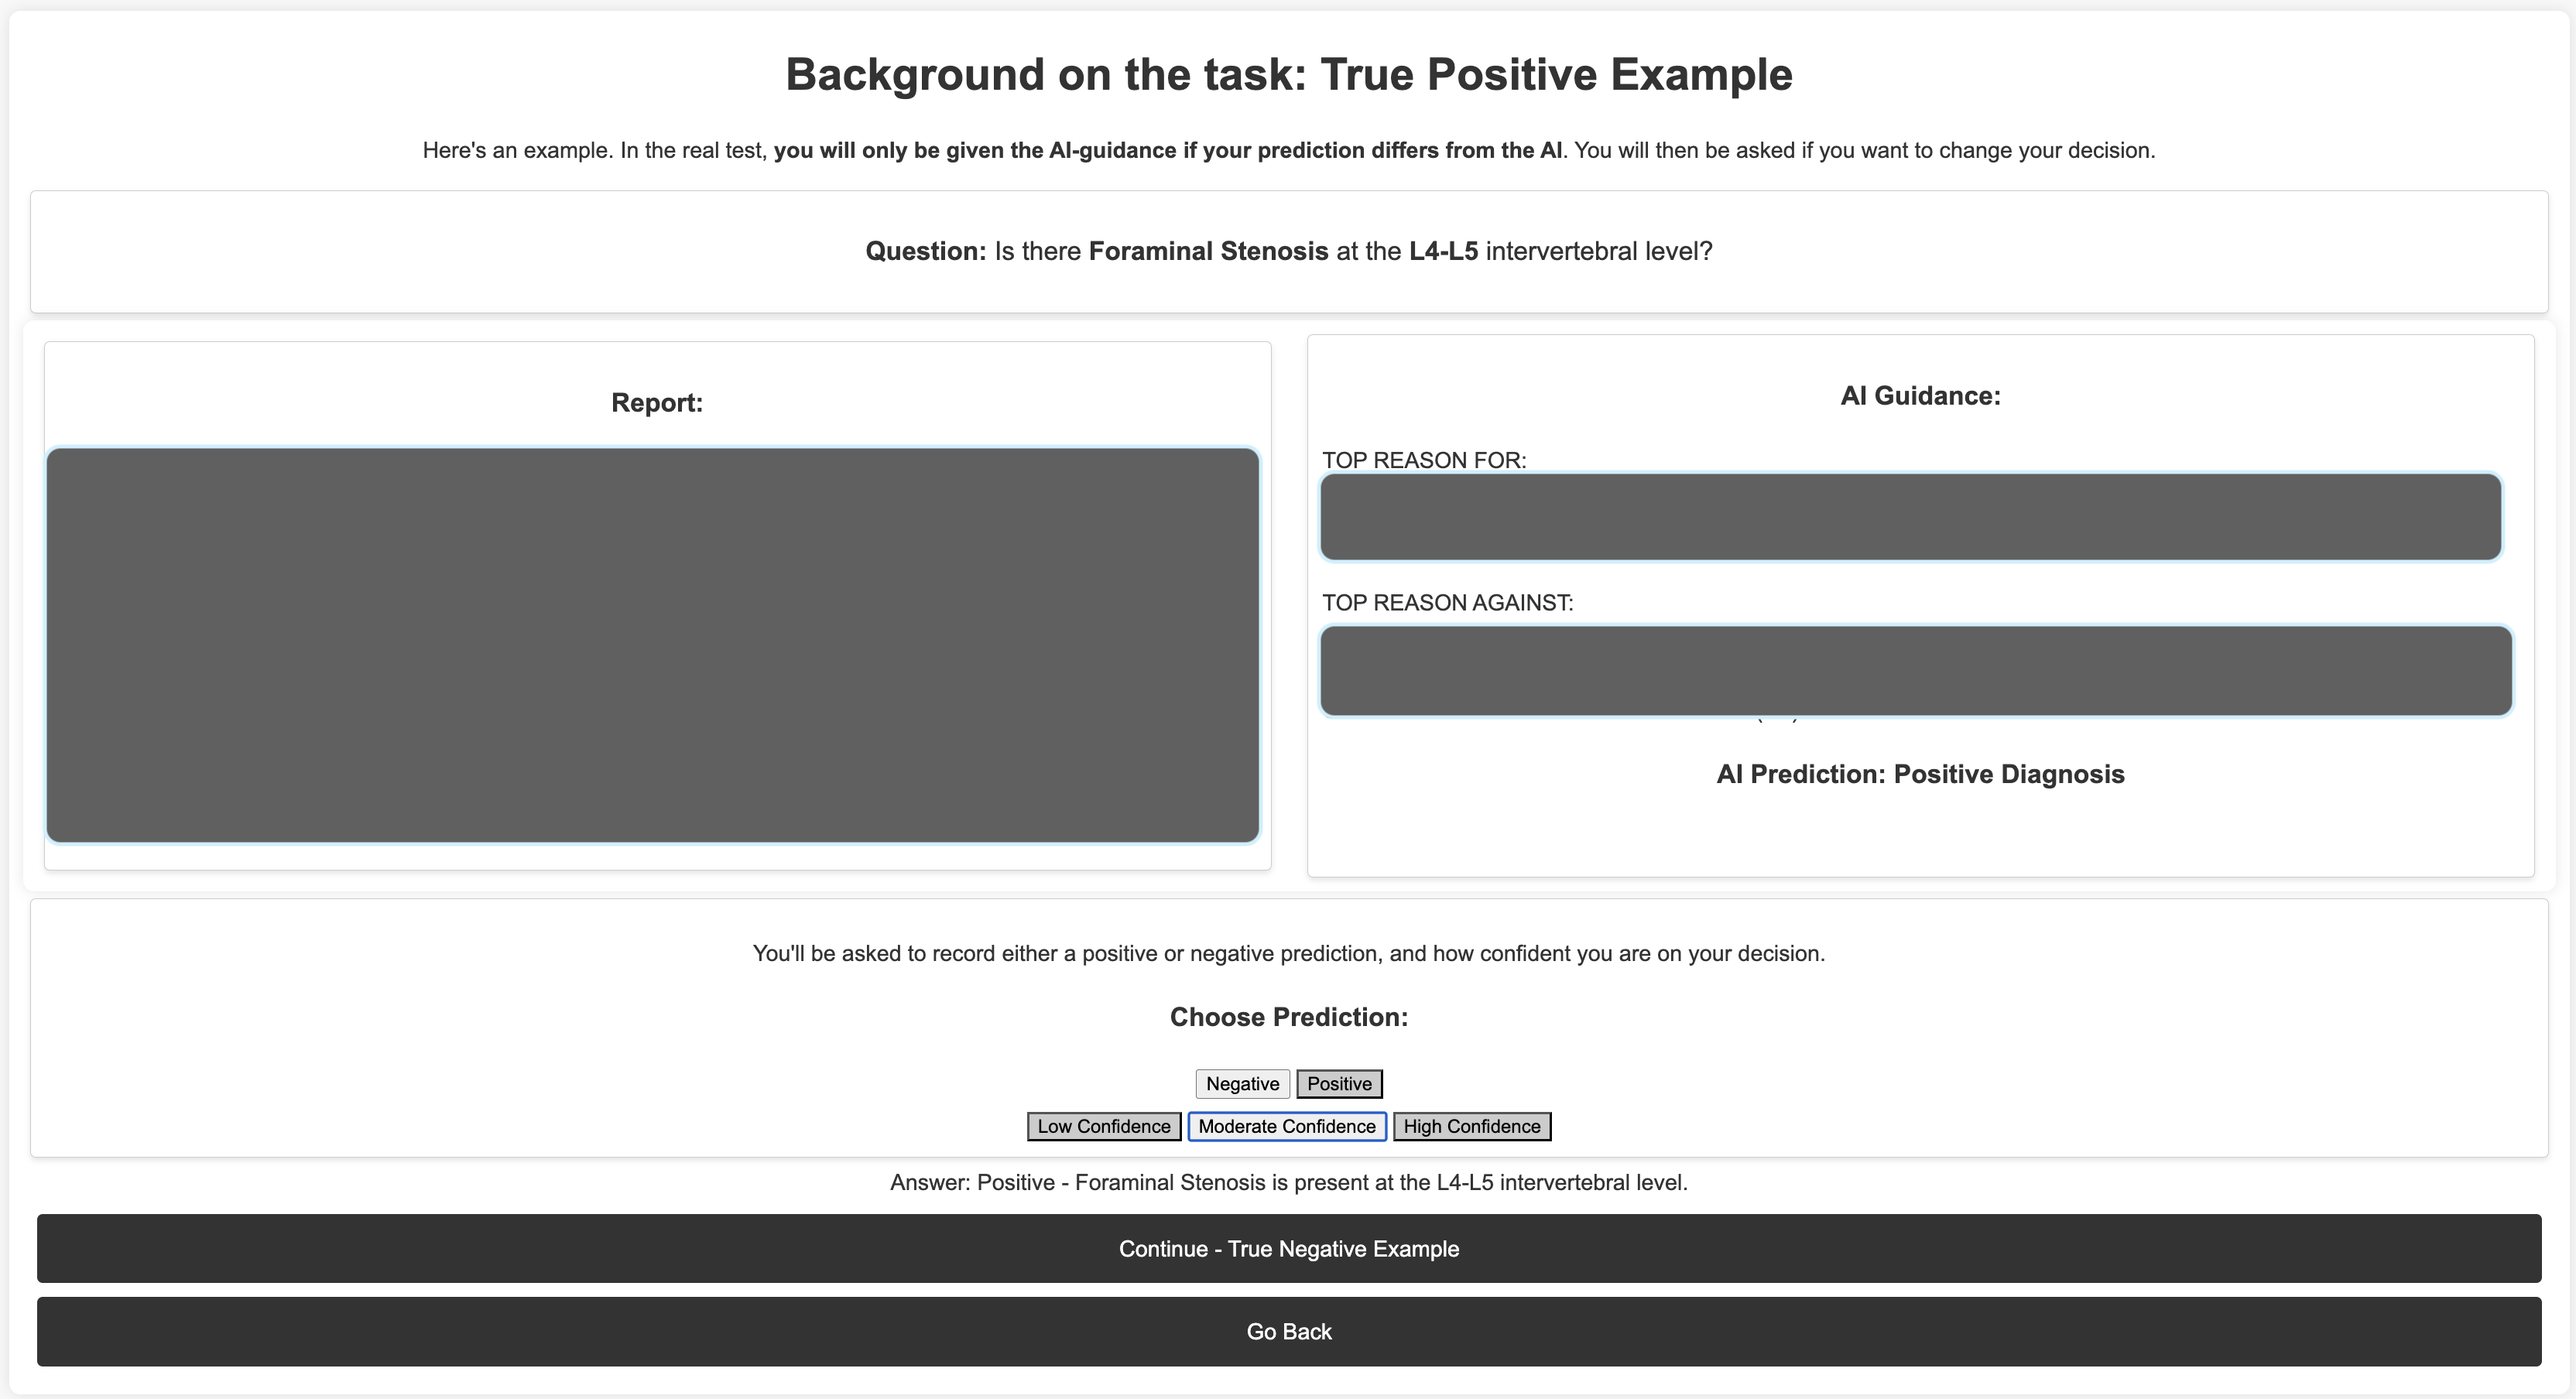 Background on the task: True Positive Example
Here's an example. In the real test, you will only be given the AI-guidance if your prediction differs from the AI. You will then be asked if you want to change your decision.
Question: Is there Foraminal Stenosis at the L4-L5 intervertebral level?
Report:
AI Guidance:
TOP REASON FOR:
TOP REASON AGAINST:
AI Prediction: Positive Diagnosis
You'll be asked to record either a positive or negative prediction, and how confident you are on your decision.
Choose Prediction:
Negative Positive
Low Confidence Moderate Confidence High Confidence
Answer: Positive - Foraminal Stenosis is present at the L4-L5 intervertebral level.
Continue - True Negative Example
Go Back